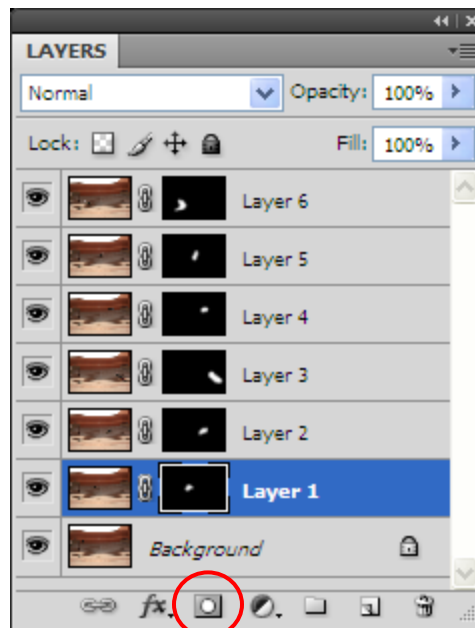 LAYERS
Normal Opacity: 100%
Lock: Fill: 100%
Layer 6
Layer 5
Layer 4
Layer 3
Layer 2
Layer 1
Background
fx.